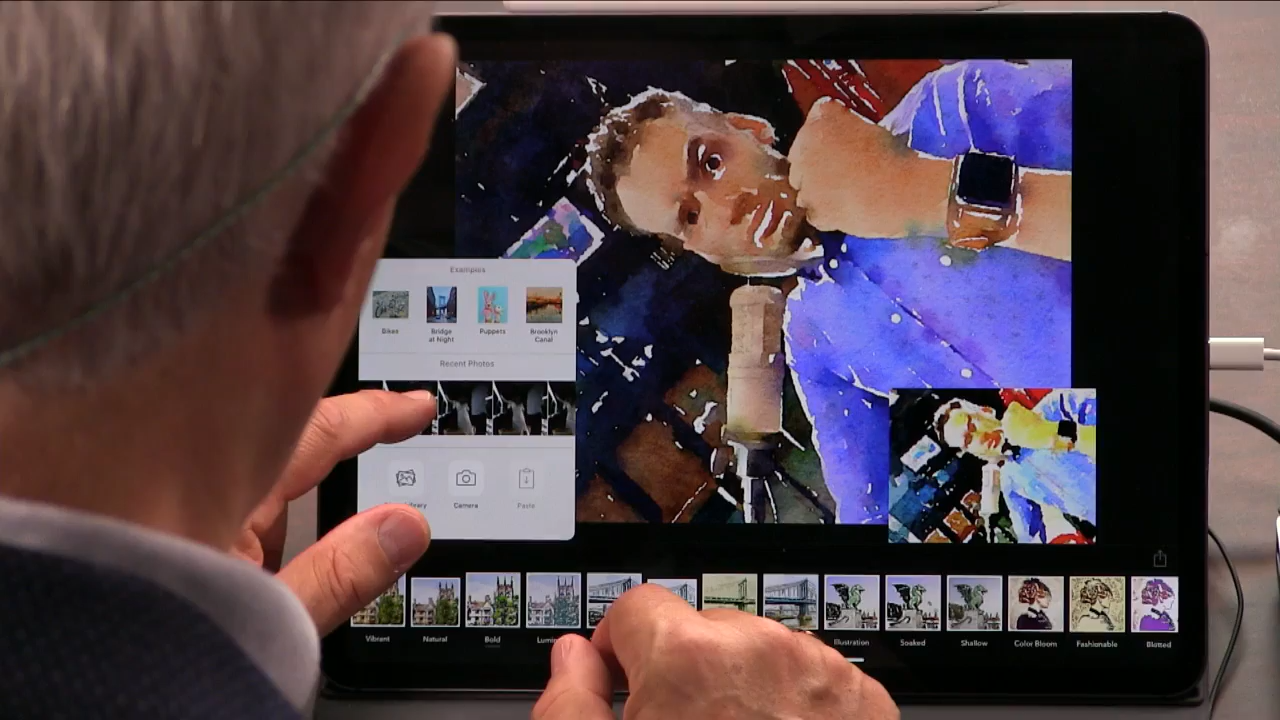 Examples
Bikes
Bridge
at Night
Puppets
Brooklyn
Canal
Recent Photos
Camera
Paste
Vibrant
Natural
Bold
Illustration
Soaked
Shallow
Color Bloom
Fashionable
Blotted